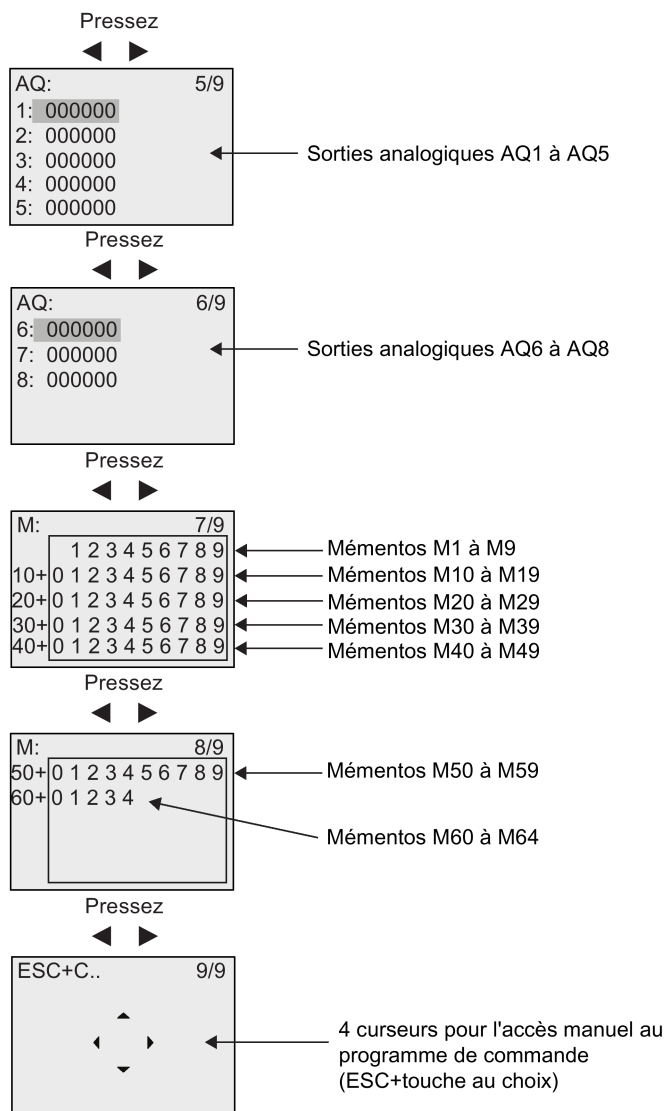 Pressez
AQ: 5/9
1: 000000
2: 000000
3: 000000
4: 000000
5: 000000
Sorties analogiques AQ1 à AQ5
Pressez
AQ: 6/9
6: 000000
7: 000000
8: 000000
Sorties analogiques AQ6 à AQ8
Pressez
M: 7/9
1 2 3 4 5 6 7 8 9 Mémentos M1 à M9
10+ 0 1 2 3 4 5 6 7 8 9 Mémentos M10 à M19
20+ 0 1 2 3 4 5 6 7 8 9 Mémentos M20 à M29
30+ 0 1 2 3 4 5 6 7 8 9 Mémentos M30 à M39
40+ 0 1 2 3 4 5 6 7 8 9 Mémentos M40 à M49
Pressez
M: 8/9
50+ 0 1 2 3 4 5 6 7 8 9 Mémentos M50 à M59
60+ 0 1 2 3 4
Mémentos M60 à M64
Pressez
ESC+C.. 9/9
4 curseurs pour l'accès manuel au
programme de commande
(ESC+touche au choix)